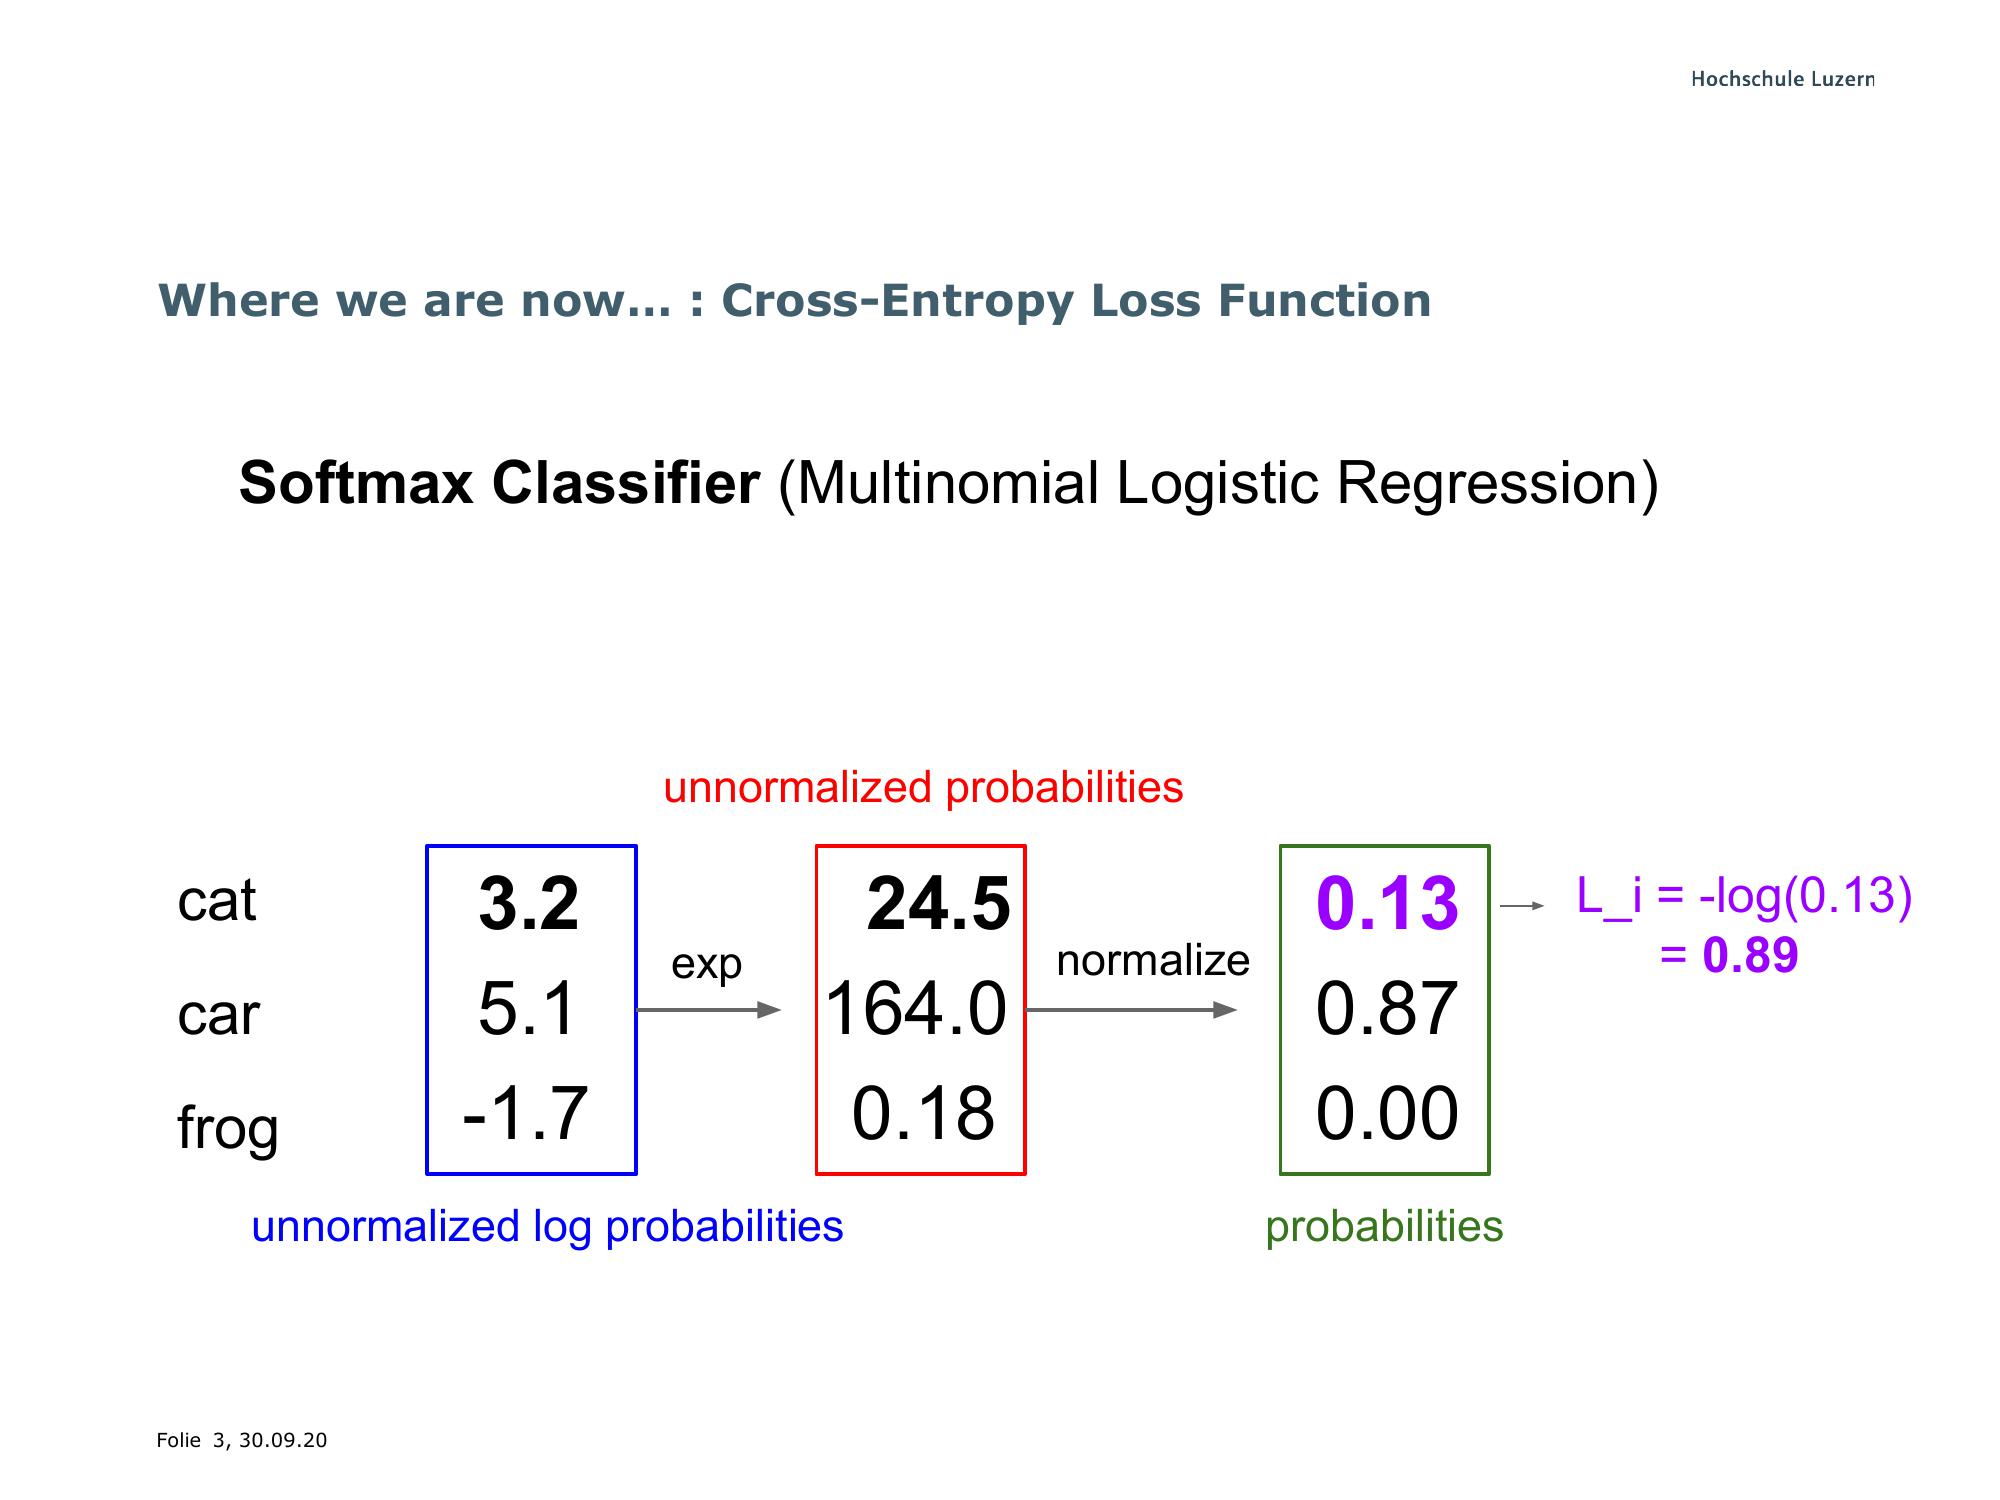 Hochschule Luzern
Where we are now... : Cross-Entropy Loss Function
Softmax Classifier (Multinomial Logistic Regression)
unnormalized probabilities
cat
car
frog
3.2
5.1
-1.7
exp
24.5
164.0
0.18
normalize
0.13
0.87
0.00
L_i = -log(0.13)
= 0.89
unnormalized log probabilities
probabilities
Folie 3, 30.09.20